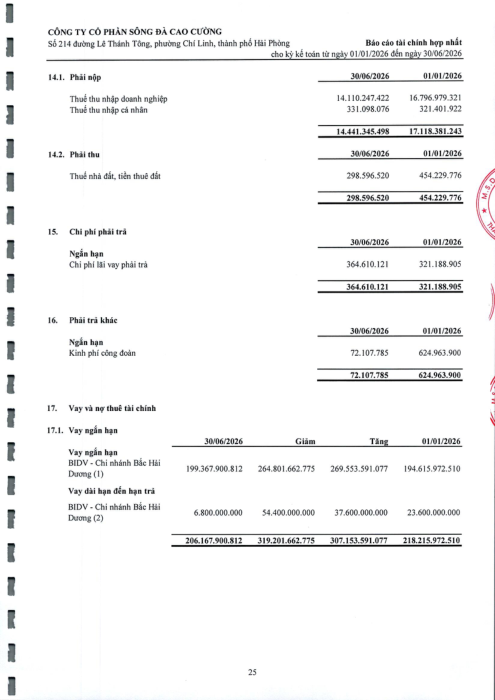 CÔNG TY CỔ PHẦN SÔNG ĐÀ CAO CƯỜNG
Số 214 đường Lê Thánh Tông, phường Chí Linh, thành phố Hải Phòng Báo cáo tài chính hợp nhất
cho kỳ kế toán từ ngày 01/01/2026 đến ngày 30/06/2026
14.1. Phải nộp 30/06/2026 01/01/2026
Thuế thu nhập doanh nghiệp 14.110.247.422 16.796.979.321
Thuế thu nhập cá nhân 331.098.076 321.401.922
14.441.345.498 17.118.381.243
14.2. Phải thu 30/06/2026 01/01/2026
Thuế nhà đất, tiền thuê đất 298.596.520 454.229.776
298.596.520 454.229.776
15. Chi phí phải trả
30/06/2026 01/01/2026
Ngắn hạn
Chi phí lãi vay phải trả 364.610.121 321.188.905
364.610.121 321.188.905
16. Phải trả khác
30/06/2026 01/01/2026
Ngắn hạn
Kinh phí công đoàn 72.107.785 624.963.900
72.107.785 624.963.900
17. Vay và nợ thuê tài chính
17.1. Vay ngắn hạn
30/06/2026 Giảm Tăng 01/01/2026
Vay ngắn hạn
BIDV - Chi nhánh Bắc Hải
Dương (1) 199.367.900.812 264.801.662.775 269.553.591.077 194.615.972.510
Vay dài hạn đến hạn trả
BIDV - Chi nhánh Bắc Hải
Dương (2) 6.800.000.000 54.400.000.000 37.600.000.000 23.600.000.000
206.167.900.812 319.201.662.775 307.153.591.077 218.215.972.510
25